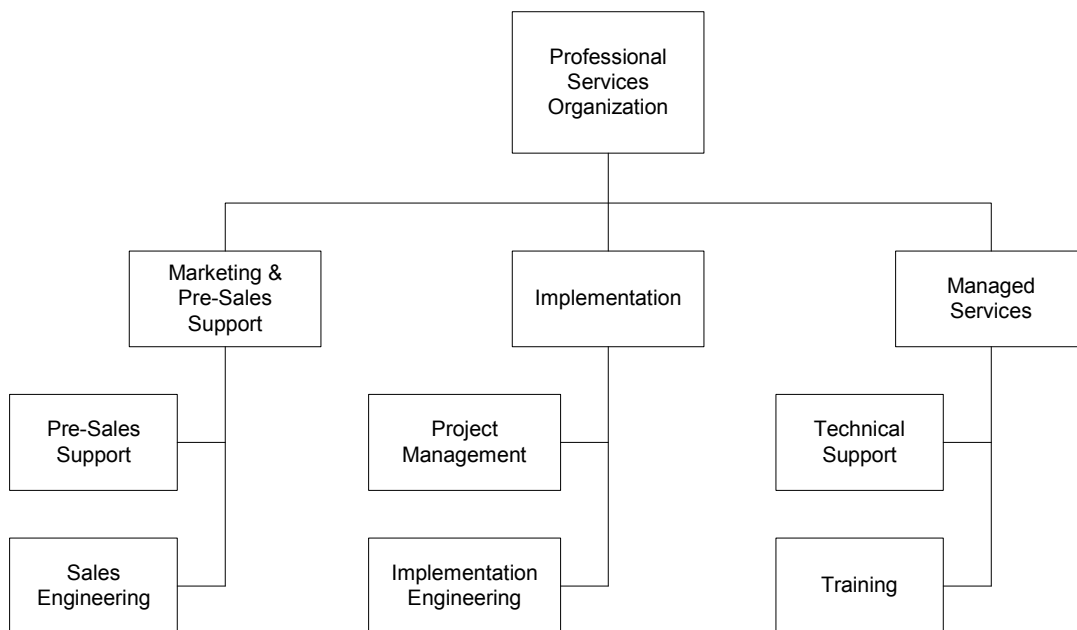 Professional
Services
Organization
Marketing &
Pre-Sales
Support
Implementation
Managed
Services
Pre-Sales
Support
Project
Management
Technical
Support
Sales
Engineering
Implementation
Engineering
Training